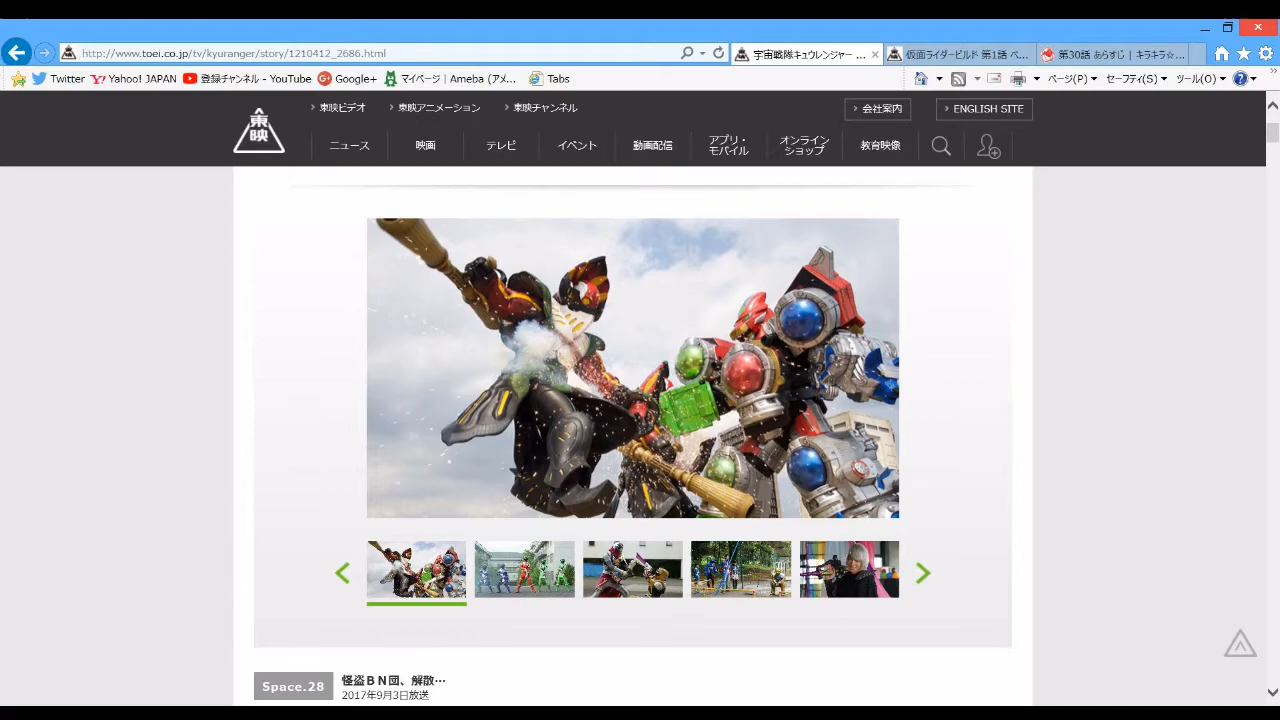 http://www.toei.co.jp/tv/kyuranger/story/1210412_2686.html
宇宙戦隊キュウレンジャー ...
仮面ライダービルド 第1話 ベ...
第30話 あらすじ | キラキラ☆...
Twitter
Yahoo! JAPAN
登録チャンネル - YouTube
Google+
マイページ | Ameba (アメ...
Tabs
ページ(P)
セーフティ(S)
ツール(O)
東映
東映ビデオ
東映アニメーション
東映チャンネル
会社案内
ENGLISH SITE
ニュース
映画
テレビ
イベント
動画配信
アプリ・
モバイル
オンライン
ショップ
教育映像
Space.28
怪盗ＢＮ団、解散…
2017年9月3日放送